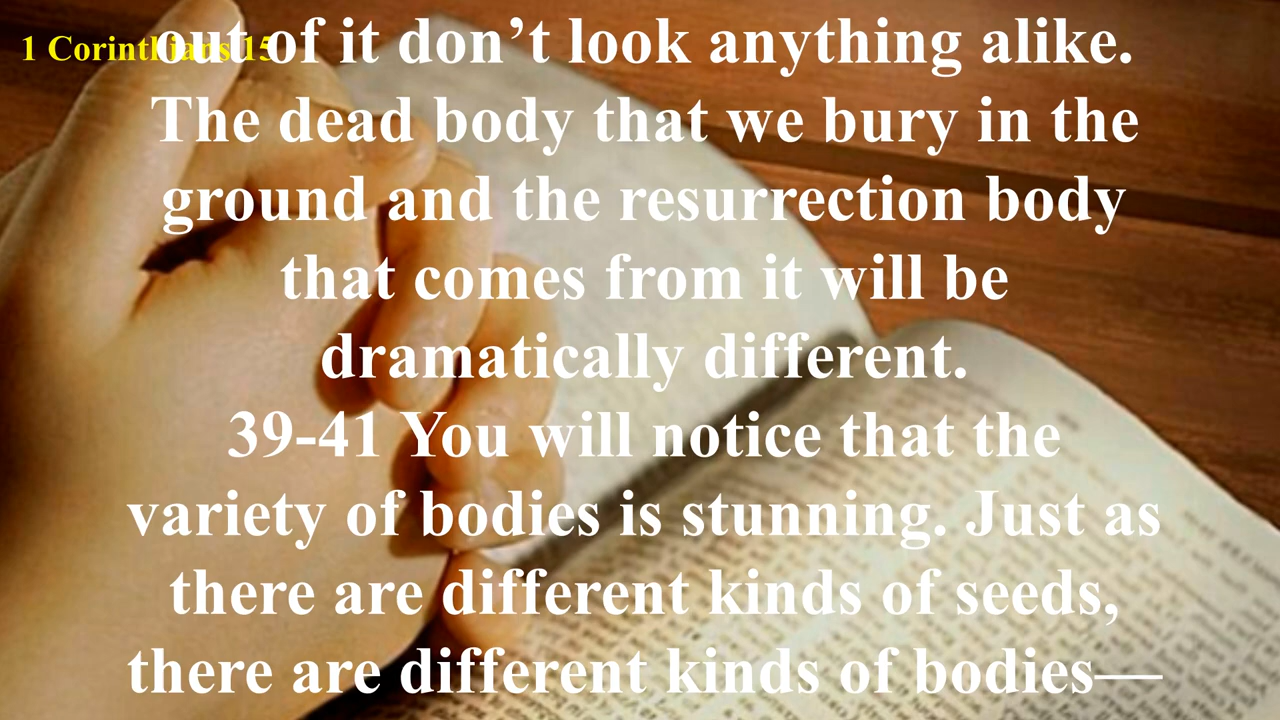 1 Corinthians 15
out of it don’t look anything alike.
The dead body that we bury in the
ground and the resurrection body
that comes from it will be
dramatically different.
39-41 You will notice that the
variety of bodies is stunning. Just as
there are different kinds of seeds,
there are different kinds of bodies—